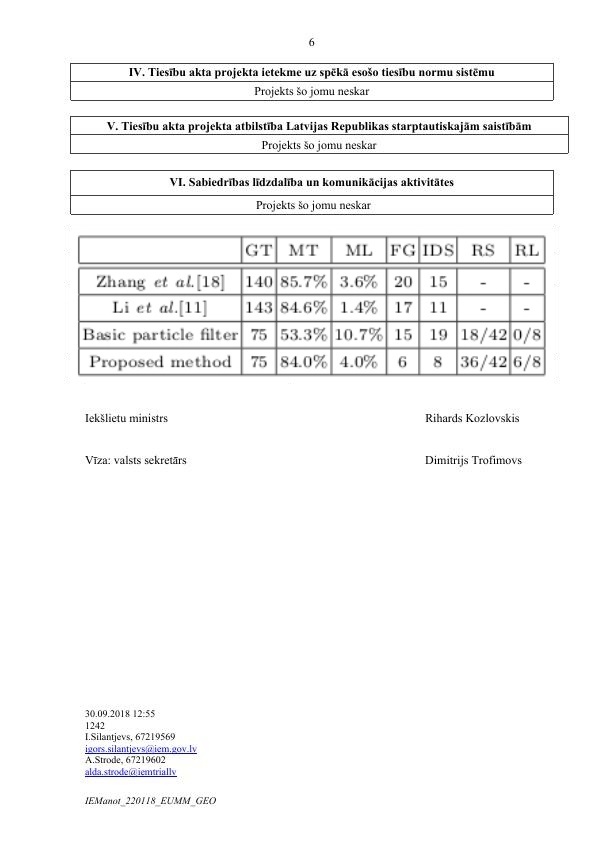 6
IV. Tiesību akta projekta ietekme uz spēkā esošo tiesību normu sistēmu
Projekts šo jomu neskar
V. Tiesību akta projekta atbilstība Latvijas Republikas starptautiskajām saistībām
Projekts šo jomu neskar
VI. Sabiedrības līdzdalība un komunikācijas aktivitātes
Projekts šo jomu neskar
GT MT ML FG IDS RS RL
Zhang et al.[18] 140 85.7% 3.6% 20 15 - -
Li et al.[11] 143 84.6% 1.4% 17 11 - -
Basic particle filter 75 53.3% 10.7% 15 19 18/42 0/8
Proposed method 75 84.0% 4.0% 6 8 36/42 6/8
Iekšlietu ministrs Rihards Kozlovskis
Vīza: valsts sekretārs Dimitrijs Trofimovs
30.09.2018 12:55
1242
I.Silantjevs, 67219569
igors.silantjevs@iem.gov.lv
A.Strode, 67219602
alda.strode@iemtriallv
IEManot_220118_EUMM_GEO